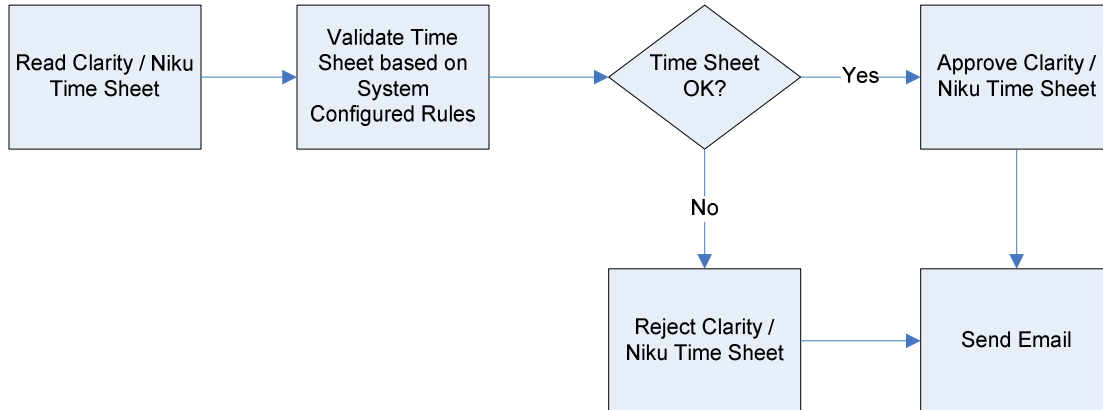 Read Clarity / Niku
Time Sheet
Validate Time
Sheet based on
System
Configured Rules
Time Sheet
OK?
Yes
Approve Clarity /
Niku Time Sheet
No
Reject Clarity /
Niku Time Sheet
Send Email